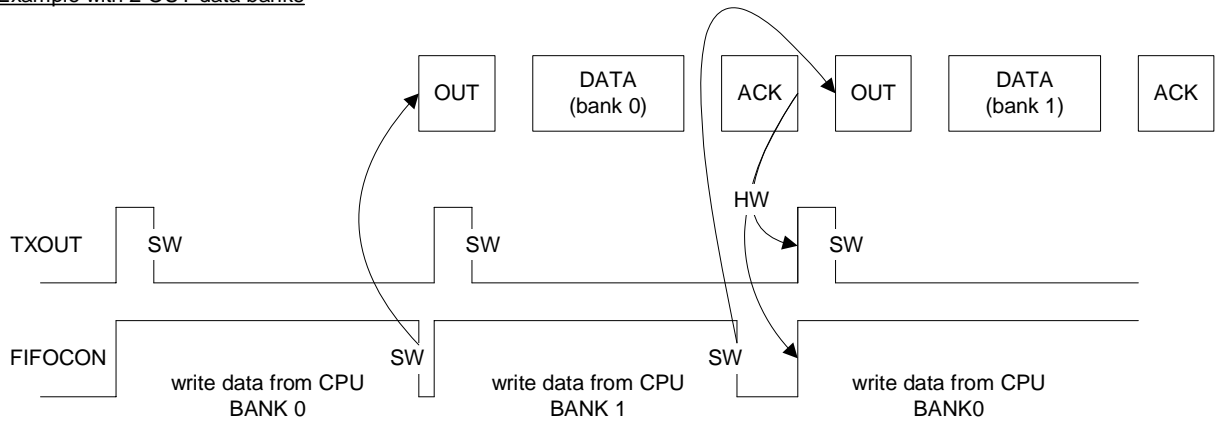 Example with 2 OUT data banks
OUT DATA ACK OUT DATA ACK
(bank 0) (bank 1)
HW
TXOUT SW SW SW
FIFOCON SW SW
write data from CPU write data from CPU write data from CPU
BANK 0 BANK 1 BANK0